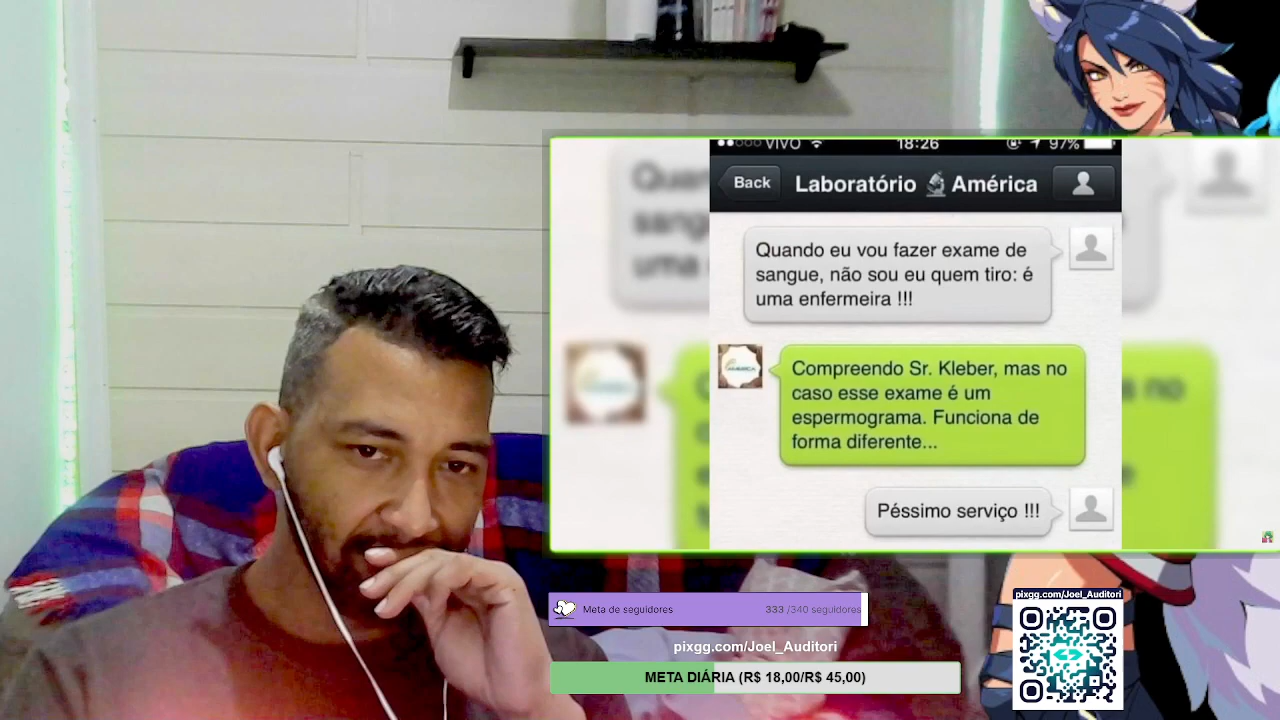 VIVO 18:26 97%
Back Laboratório América
Quando eu vou fazer exame de
sangue, não sou eu quem tiro: é
uma enfermeira !!!
Compreendo Sr. Kleber, mas no
caso esse exame é um
espermograma. Funciona de
forma diferente...
Péssimo serviço !!!
Meta de seguidores 333 /340 seguidores
pixgg.com/Joel_Auditori
META DIÁRIA (R$ 18,00/R$ 45,00)
pixgg.com/Joel_Auditori